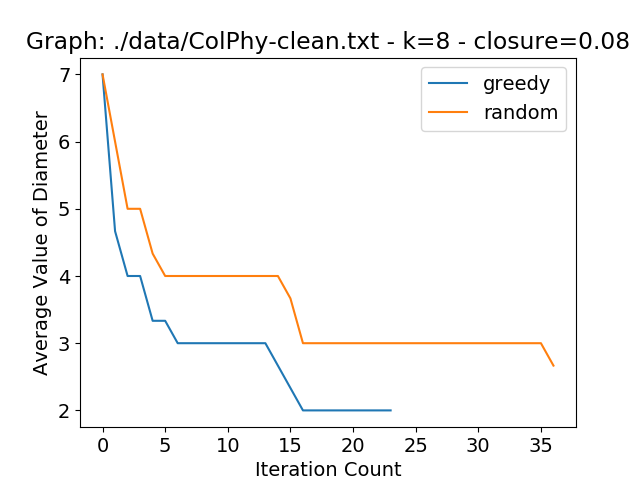 Graph: ./data/ColPhy-clean.txt - k=8 - closure=0.08
greedy
random
Average Value of Diameter
7
6
5
4
3
2
0 5 10 15 20 25 30 35
Iteration Count